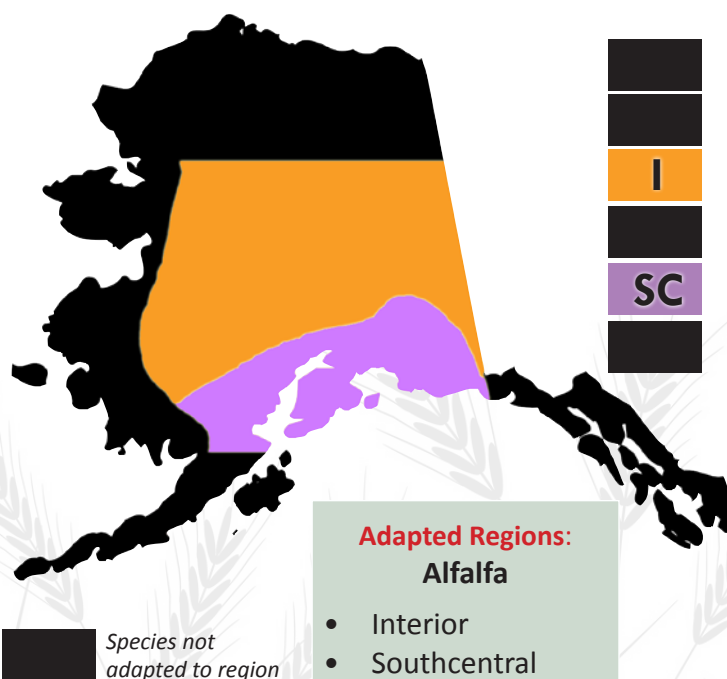 I
SC
Adapted Regions:
Alfalfa
• Interior
• Southcentral
Species not
adapted to region